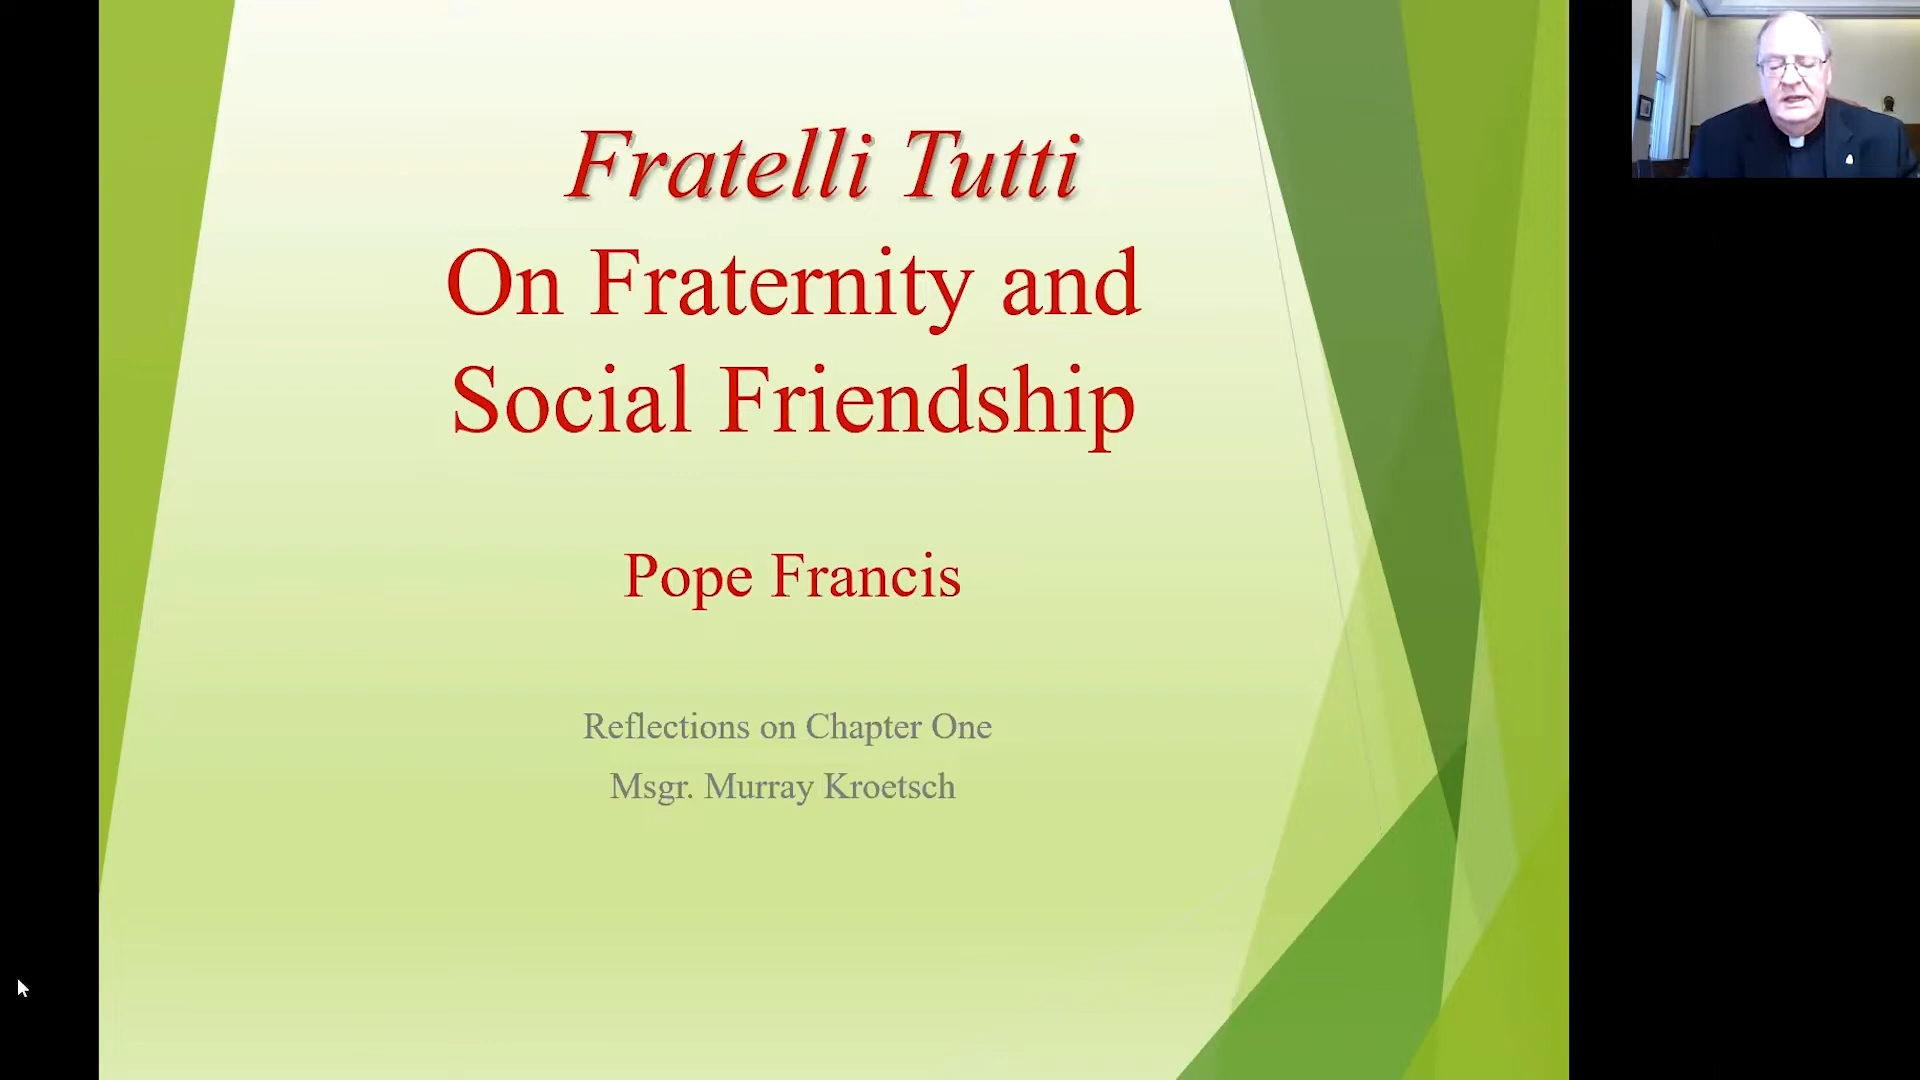 Fratelli Tutti
On Fraternity and
Social Friendship
Pope Francis
Reflections on Chapter One
Msgr. Murray Kroetsch